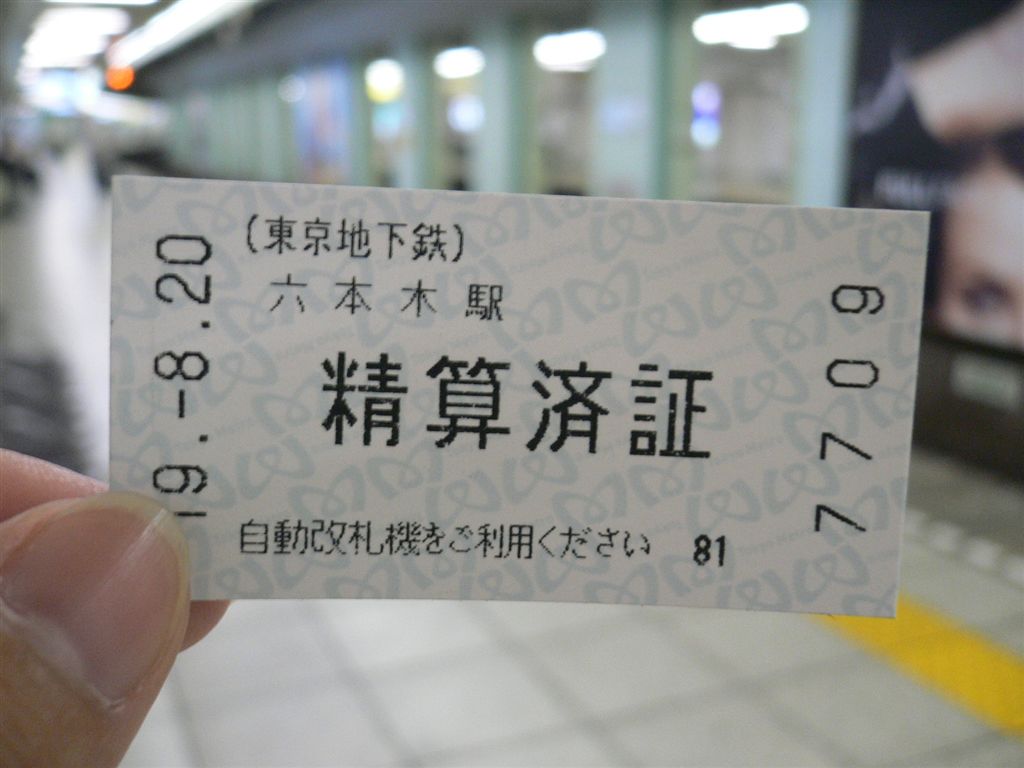 (東京地下鉄)
六本木駅
精算済証
自動改札機をご利用ください 81
19.-8.20
7709